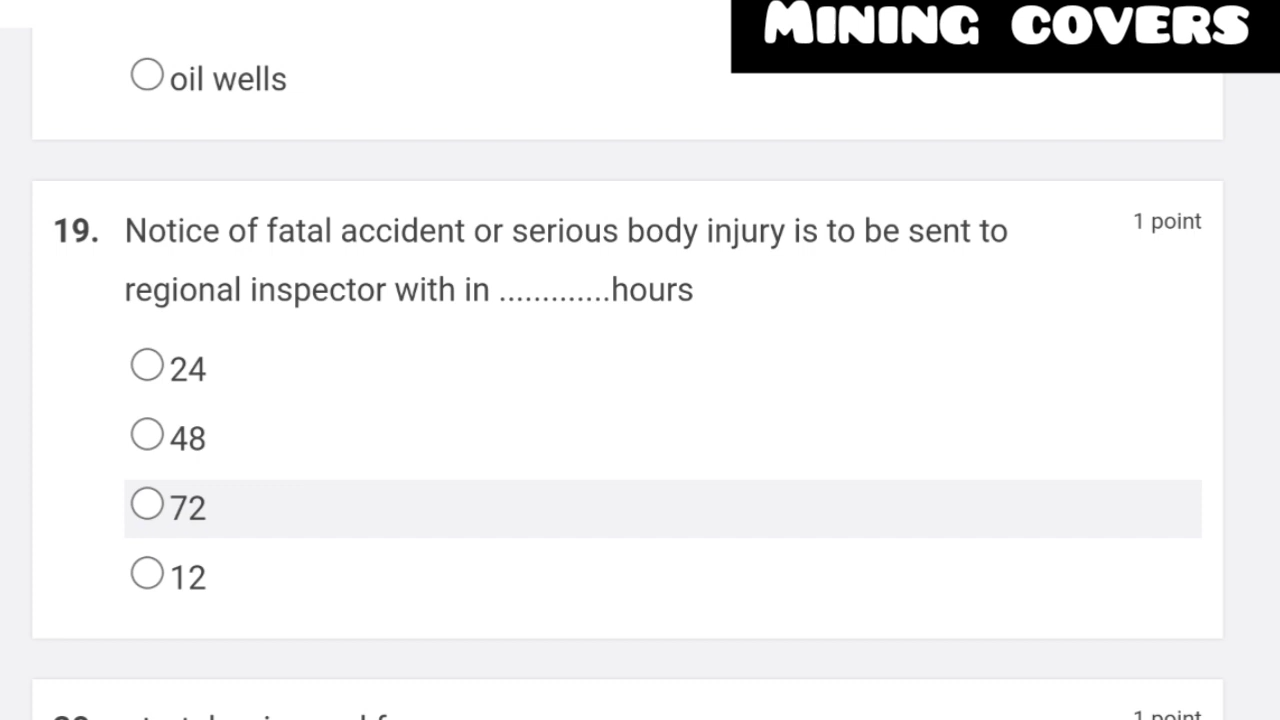 MINING COVERS
oil wells
19. Notice of fatal accident or serious body injury is to be sent to 1 point
regional inspector with in .............hours
24
48
72
12
1 point